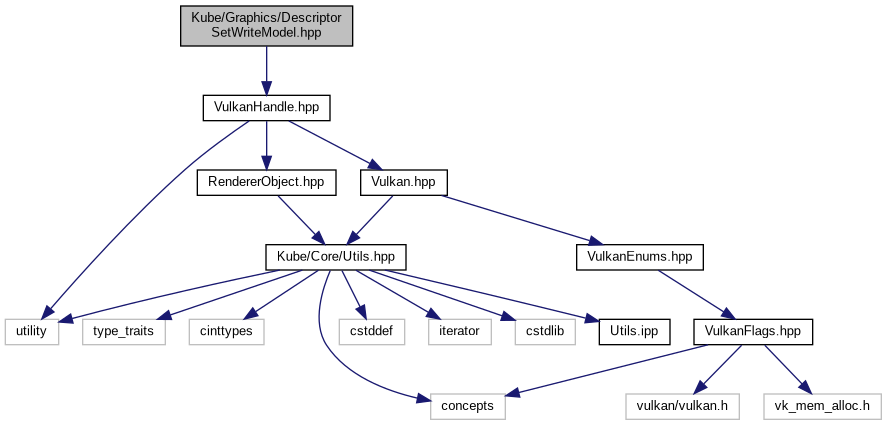 Kube/Graphics/Descriptor
SetWriteModel.hpp
VulkanHandle.hpp
RendererObject.hpp
Vulkan.hpp
Kube/Core/Utils.hpp
VulkanEnums.hpp
utility
type_traits
cinttypes
cstddef
iterator
cstdlib
Utils.ipp
VulkanFlags.hpp
concepts
vulkan/vulkan.h
vk_mem_alloc.h